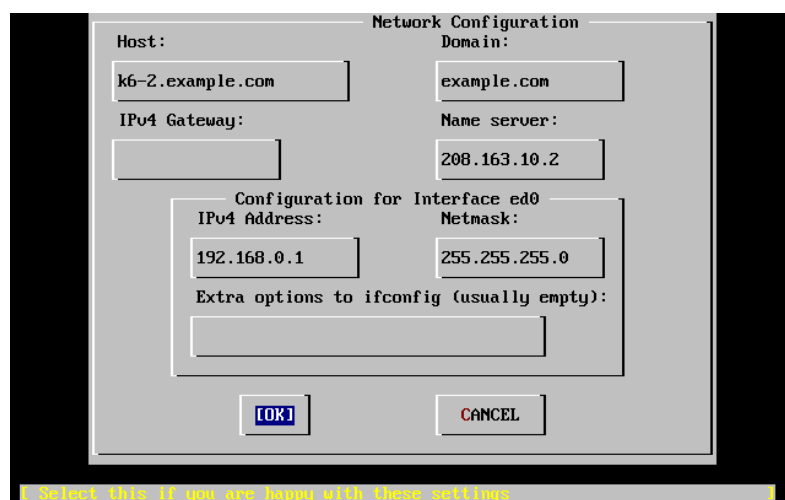 Network Configuration
Host: Domain:
k6-2.example.com example.com
IPv4 Gateway: Name server:
208.163.10.2
Configuration for Interface ed0
IPv4 Address: Netmask:
192.168.0.1 255.255.255.0
Extra options to ifconfig (usually empty):
[OK] CANCEL
[ Select this if you are happy with these settings ]